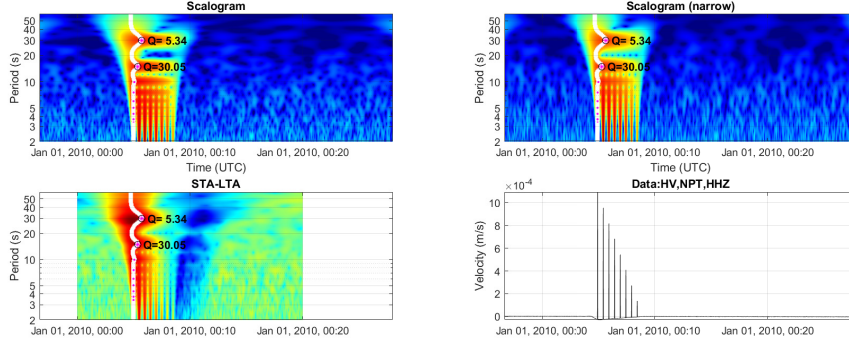 Scalogram
50
40
30
20
10
5
4
3
2
Period (s)
Q= 5.34
Q=30.05
Jan 01, 2010, 00:00
Jan 01, 2010, 00:10
Jan 01, 2010, 00:20
Time (UTC)
Scalogram (narrow)
50
40
30
20
10
5
4
3
2
Period (s)
Q= 5.34
Q=30.05
Jan 01, 2010, 00:30
Jan 01, 2010, 00:10
Jan 01, 2010, 00:20
Time (UTC)
STA-LTA
50
40
30
20
10
5
4
3
2
Period (s)
Q= 5.34
Q=30.05
Jan 01, 2010, 00:00
Jan 01, 2010, 00:10
Jan 01, 2010, 00:20
Data:HV,NPT,HHZ
×10⁻⁴
10
8
6
4
2
0
Velocity (m/s)
Jan 01, 2010, 00:30
Jan 01, 2010, 00:10
Jan 01, 2010, 00:20